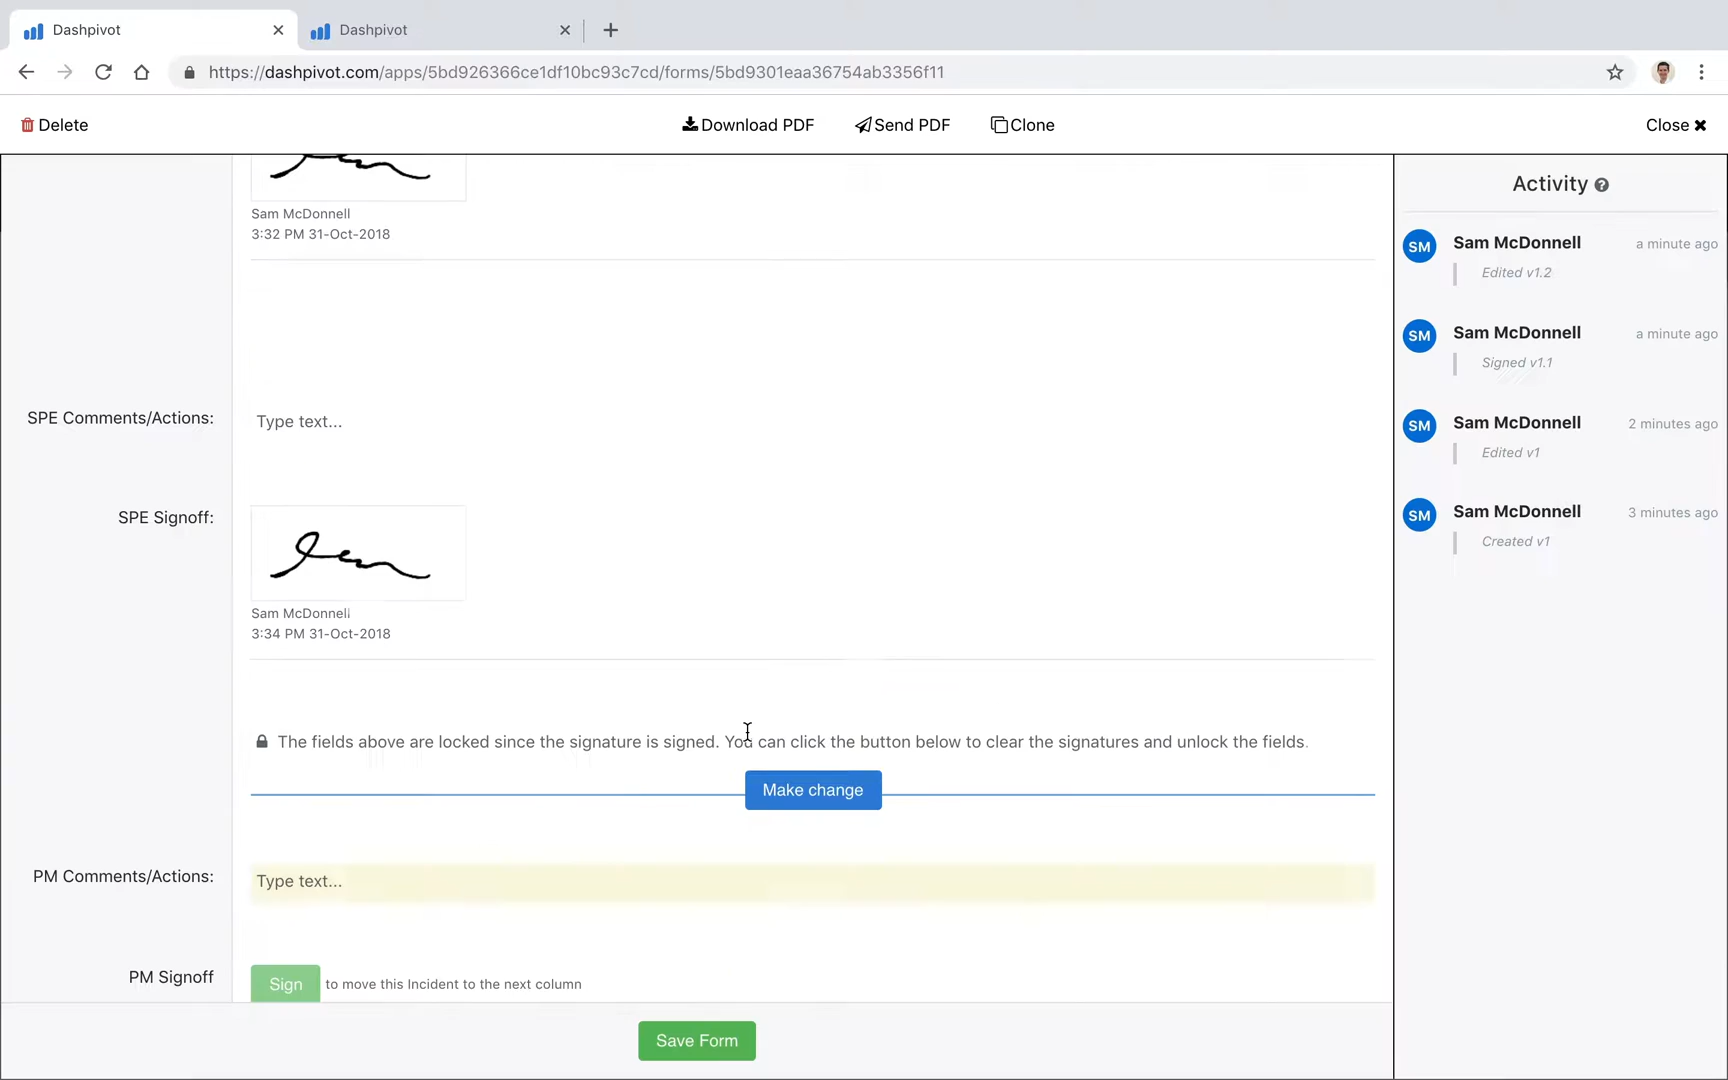 Dashpivot
Dashpivot
https://dashpivot.com/apps/5bd926366ce1df10bc93c7cd/forms/5bd9301eaa36754ab3356f11
Delete
Download PDF
Send PDF
Clone
Close
Sam McDonnell
3:32 PM 31-Oct-2018
SPE Comments/Actions:
Type text...
SPE Signoff:
Sam McDonnell
3:34 PM 31-Oct-2018
The fields above are locked since the signature is signed. You can click the button below to clear the signatures and unlock the fields.
Make change
PM Comments/Actions:
Type text...
PM Signoff
Sign to move this Incident to the next column
Save Form
Activity
SM Sam McDonnell a minute ago
Edited v1.2
SM Sam McDonnell a minute ago
Signed v1.1
SM Sam McDonnell 2 minutes ago
Edited v1
SM Sam McDonnell 3 minutes ago
Created v1